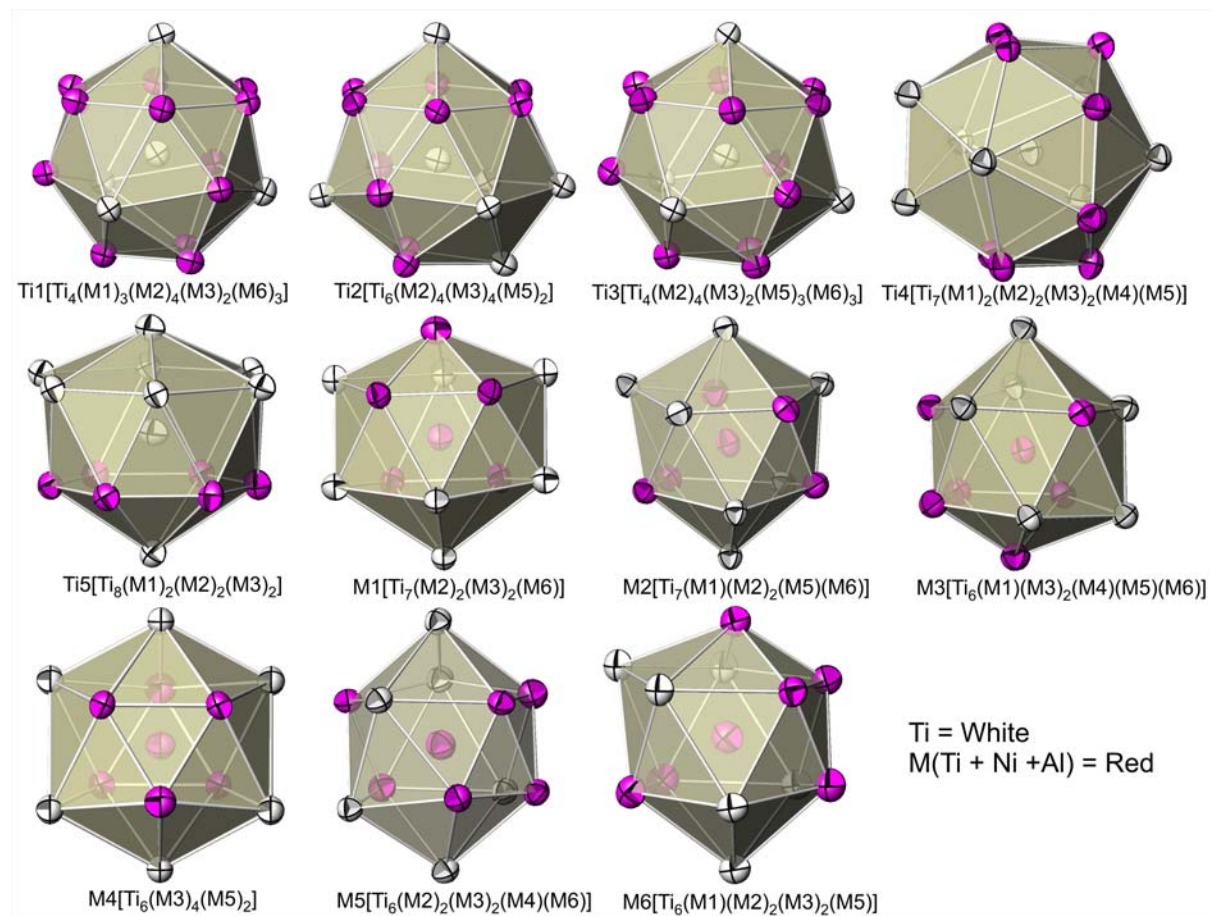 Ti1[Ti₄(M1)₃(M2)₄(M3)₂(M6)₃]
Ti2[Ti₆(M2)₄(M3)₄(M5)₂]
Ti3[Ti₄(M2)₄(M3)₂(M5)₃(M6)₃]
Ti4[Ti₇(M1)₂(M2)₂(M3)₂(M4)(M5)]
Ti5[Ti₈(M1)₂(M2)₂(M3)₂]
M1[Ti₇(M2)₂(M3)₂(M6)]
M2[Ti₇(M1)(M2)₂(M5)(M6)]
M3[Ti₆(M1)(M3)₂(M4)(M5)(M6)]
Ti = White
M(Ti + Ni +Al) = Red
M4[Ti₆(M3)₄(M5)₂]
M5[Ti₆(M2)₂(M3)₂(M4)(M6)]
M6[Ti₆(M1)(M2)₂(M3)₂(M5)]